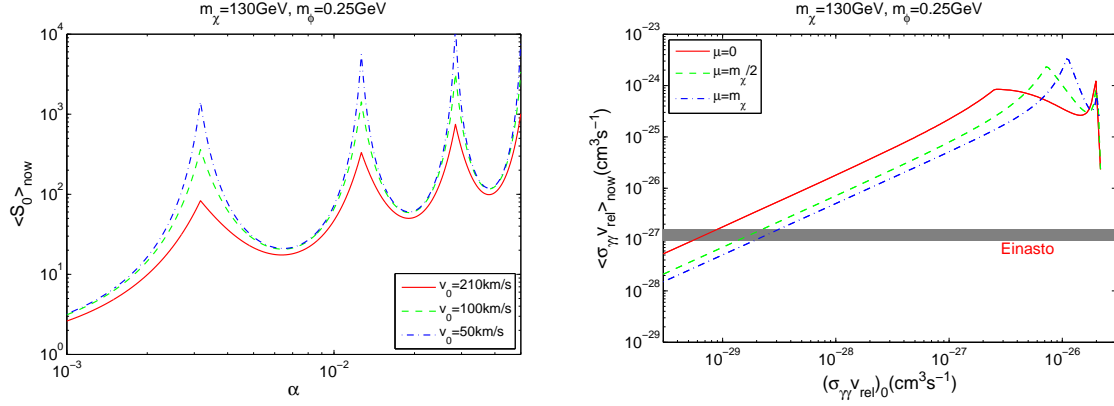 m_χ=130GeV, m_ϕ=0.25GeV
<S_0>_now
10^4
10^3
10^2
10^1
10^0
10^−3
10^−2
α
v_0=210km/s
v_0=100km/s
v_0=50km/s
m_χ=130GeV, m_ϕ=0.25GeV
<σ_γγ v_rel>_now(cm^3s^−1)
10^−23
10^−24
10^−25
10^−26
10^−27
10^−28
10^−29
10^−29
10^−28
10^−27
10^−26
(σ_γγ v_rel)_0(cm^3s^−1)
μ=0
μ=m_χ/2
μ=m_χ
Einasto